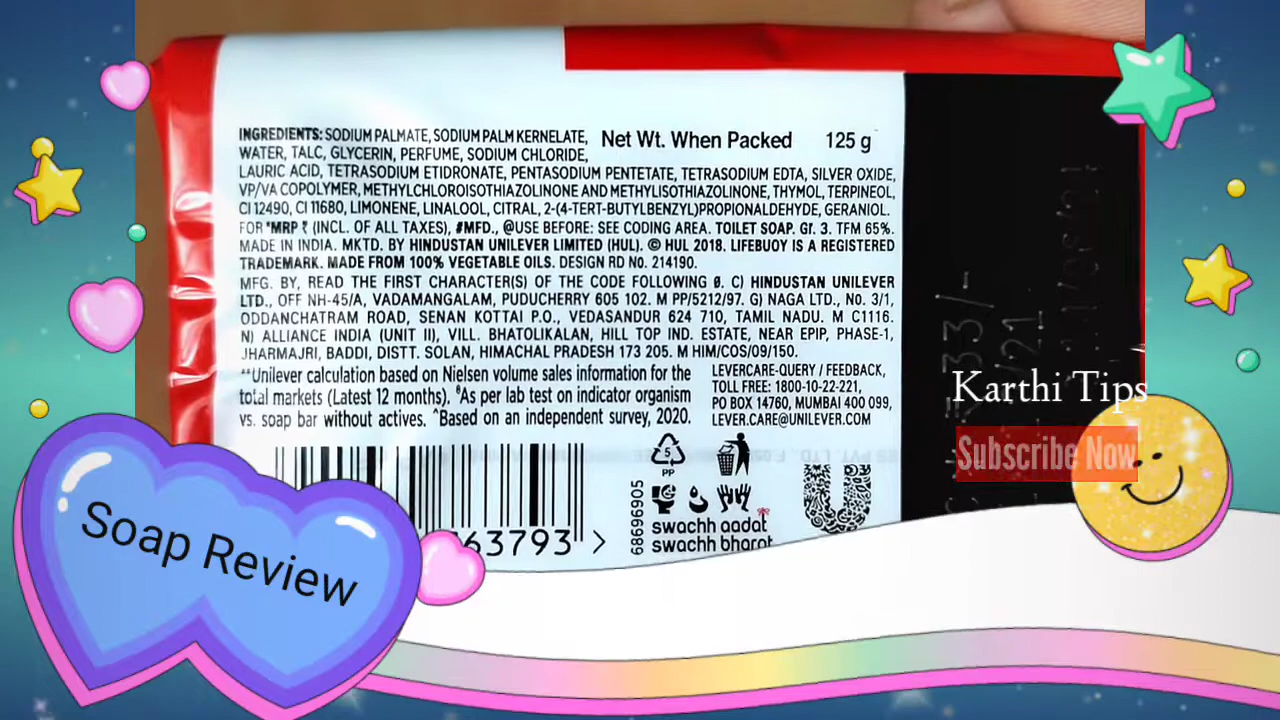 INGREDIENTS: SODIUM PALMATE, SODIUM PALM KERNELATE,
WATER, TALC, GLYCERIN, PERFUME, SODIUM CHLORIDE,
Net Wt. When Packed 125 g
LAURIC ACID, TETRASODIUM ETIDRONATE, PENTASODIUM PENTETATE, TETRASODIUM EDTA, SILVER OXIDE,
VP/VA COPOLYMER, METHYLCHLOROISOTHIAZOLINONE AND METHYLISOTHIAZOLINONE, THYMOL, TERPINEOL,
CI 12490, CI 11680, LIMONENE, LINALOOL, CITRAL, 2-(4-TERT-BUTYLBENZYL)PROPIONALDEHYDE, GERANIOL.
FOR *MRP ₹ (INCL. OF ALL TAXES), #MFD., @USE BEFORE: SEE CODING AREA. TOILET SOAP. Gr. 3. TFM 65%.
MADE IN INDIA. MKTD. BY HINDUSTAN UNILEVER LIMITED (HUL). © HUL 2018. LIFEBUOY IS A REGISTERED
TRADEMARK. MADE FROM 100% VEGETABLE OILS. DESIGN RD No. 214190.
MFG. BY, READ THE FIRST CHARACTER(S) OF THE CODE FOLLOWING Ø. C) HINDUSTAN UNILEVER
LTD., OFF NH-45/A, VADAMANGALAM, PUDUCHERRY 605 102. M PP/5212/97. G) NAGA LTD., No. 3/1,
ODDANCHATRAM ROAD, SENAN KOTTAI P.O., VEDASANDUR 624 710, TAMIL NADU. M C1116.
N) ALLIANCE INDIA (UNIT II), VILL. BHATOLIKALAN, HILL TOP IND. ESTATE, NEAR EPIP, PHASE-1,
JHARMAJRI, BADDI, DISTT. SOLAN, HIMACHAL PRADESH 173 205. M HIM/COS/09/150.
**Unilever calculation based on Nielsen volume sales information for the
total markets (Latest 12 months). As per lab test on indicator organism
vs. soap bar without actives. ^Based on an independent survey, 2020.
LEVERCARE-QUERY / FEEDBACK,
TOLL FREE: 1800-10-22-221,
PO BOX 14760, MUMBAI 400 099,
LEVER.CARE@UNILEVER.COM
5
PP
68696905
swachh aadat
swachh bharat
63793 >
33/-
Karthi Tips
Subscribe Now
Soap Review